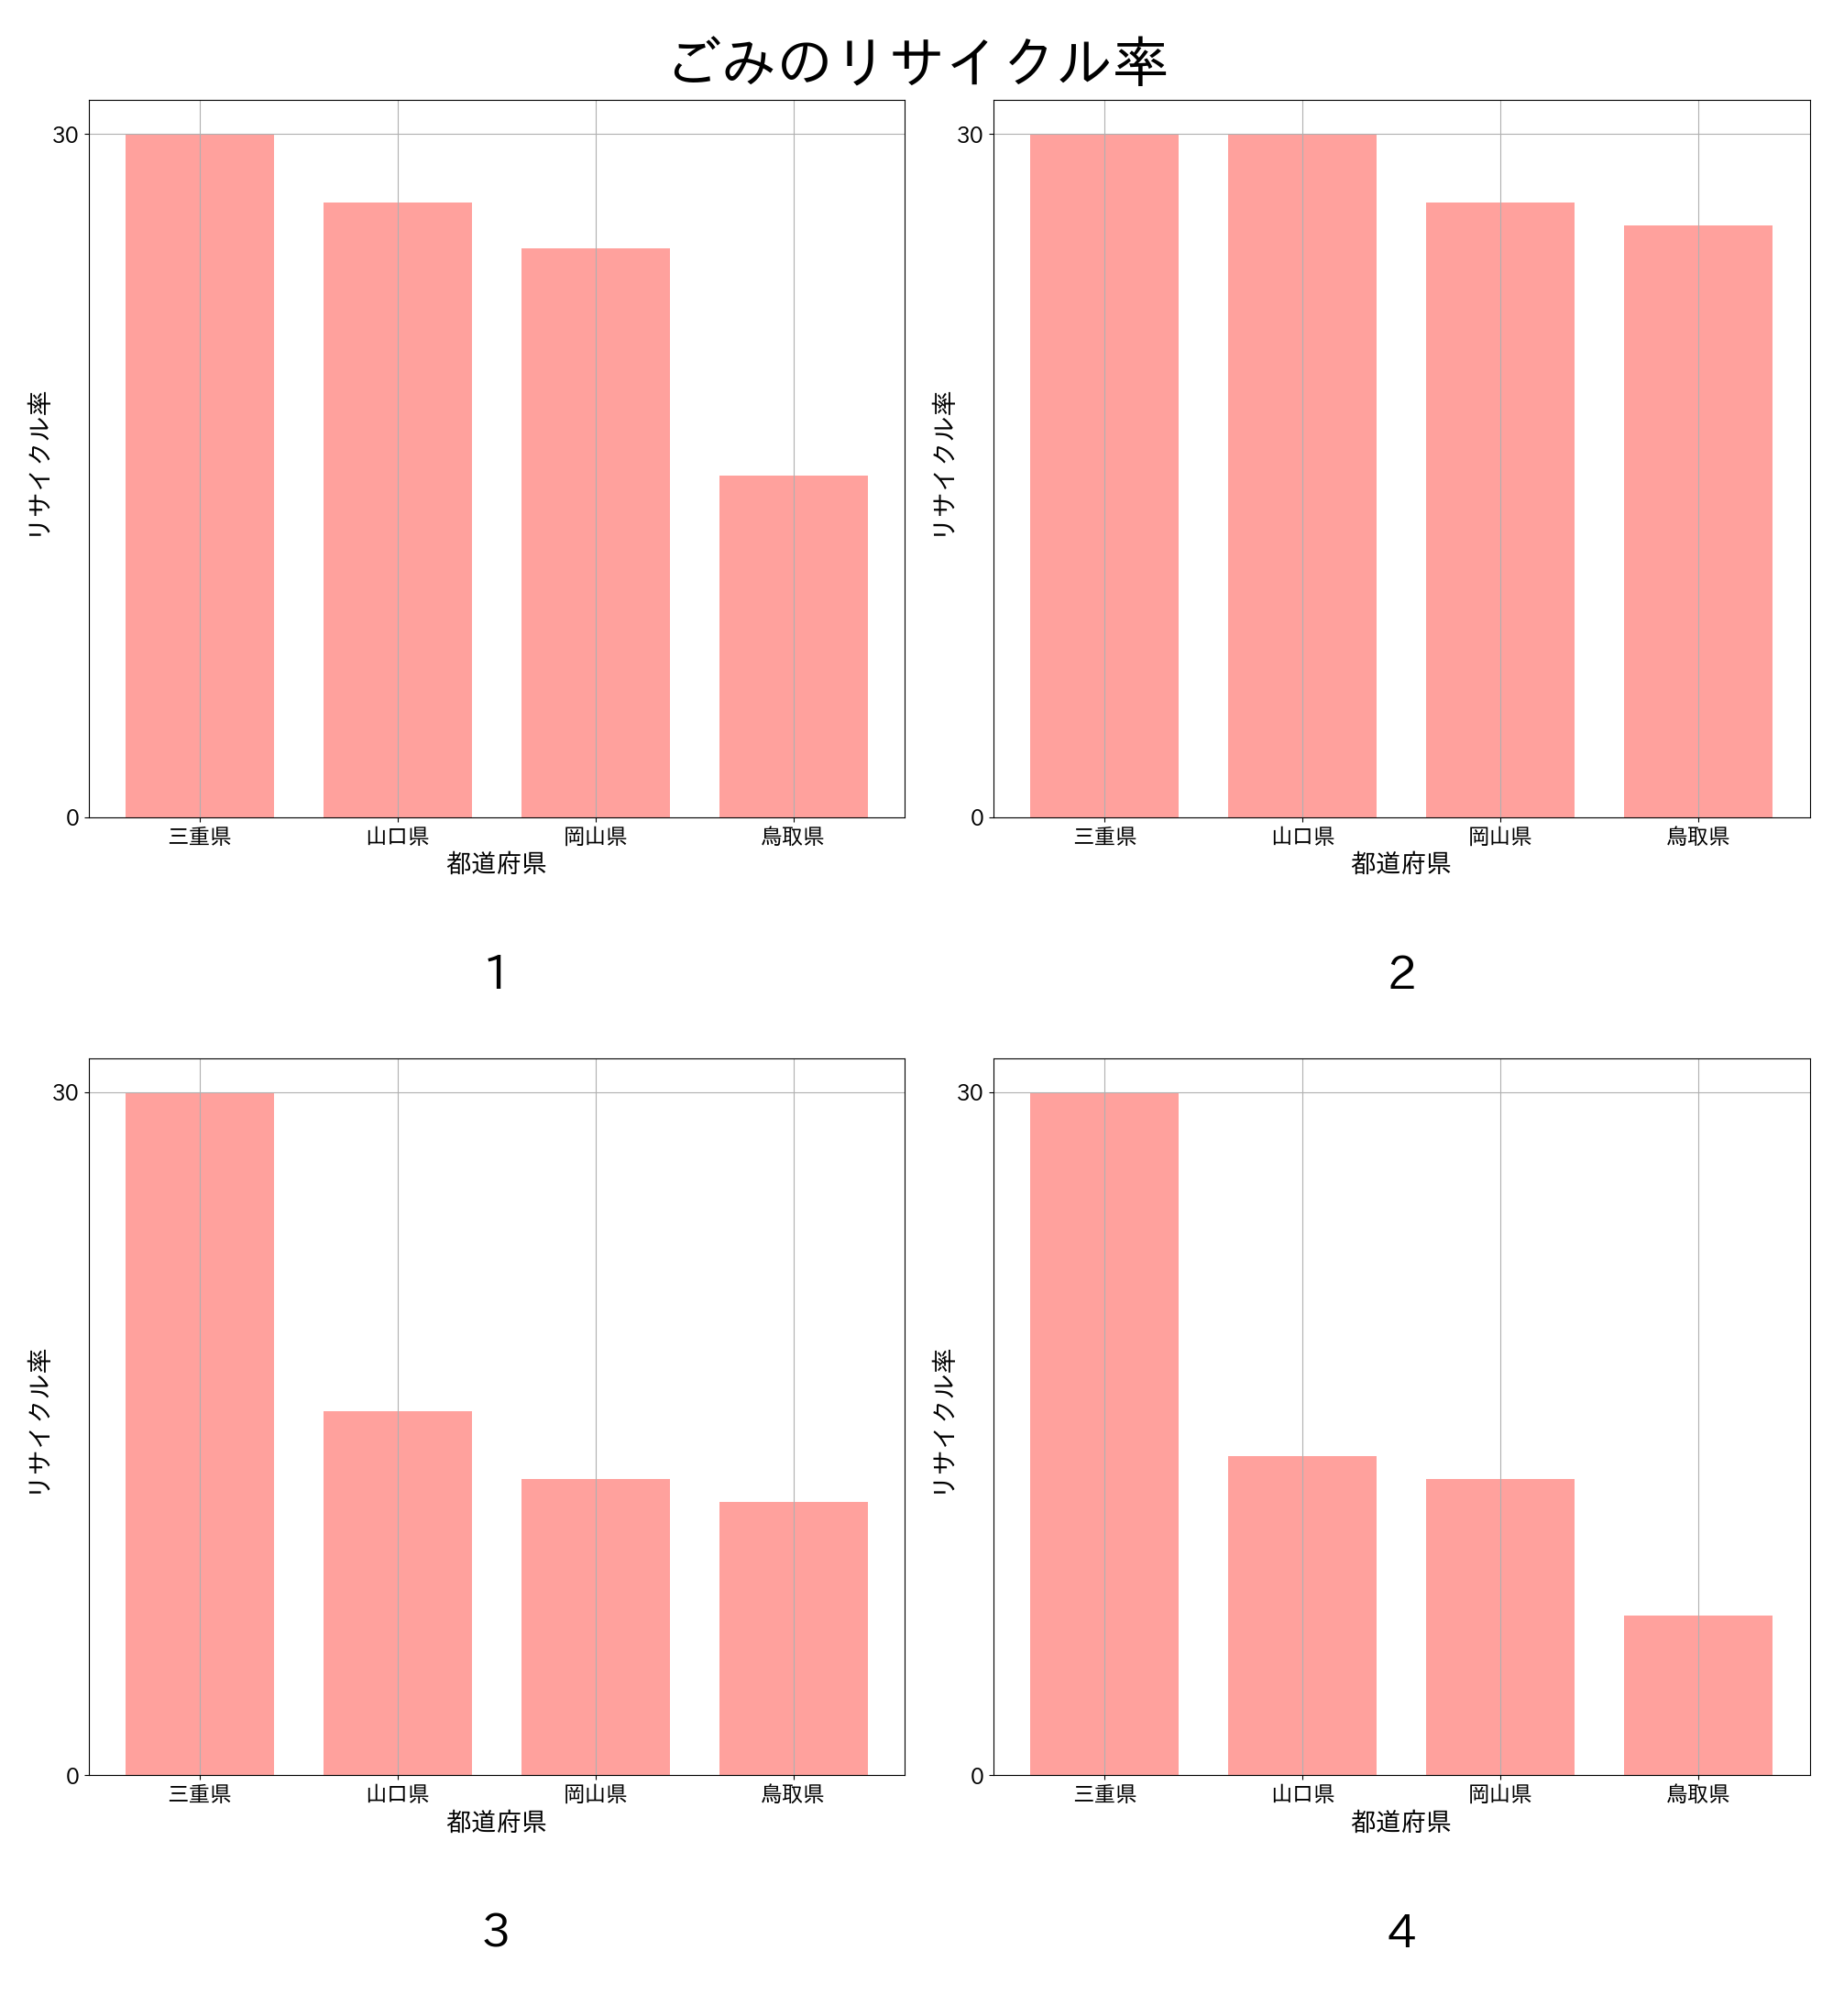 ごみのリサイクル率
30
リサイクル率
0
三重県 山口県 岡山県 鳥取県
都道府県
1
30
リサイクル率
0
三重県 山口県 岡山県 鳥取県
都道府県
2
30
リサイクル率
0
三重県 山口県 岡山県 鳥取県
都道府県
3
30
リサイクル率
0
三重県 山口県 岡山県 鳥取県
都道府県
4